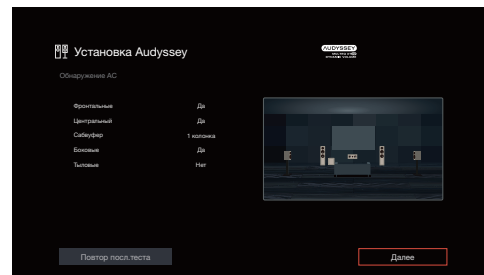 Установка Audyssey
AUDYSSEY
Обнаружение АС
Фронтальные Да
Центральный Да
Сабвуфер 1 колонка
Боковые Да
Тыловые Нет
Повтор посл.теста
Далее